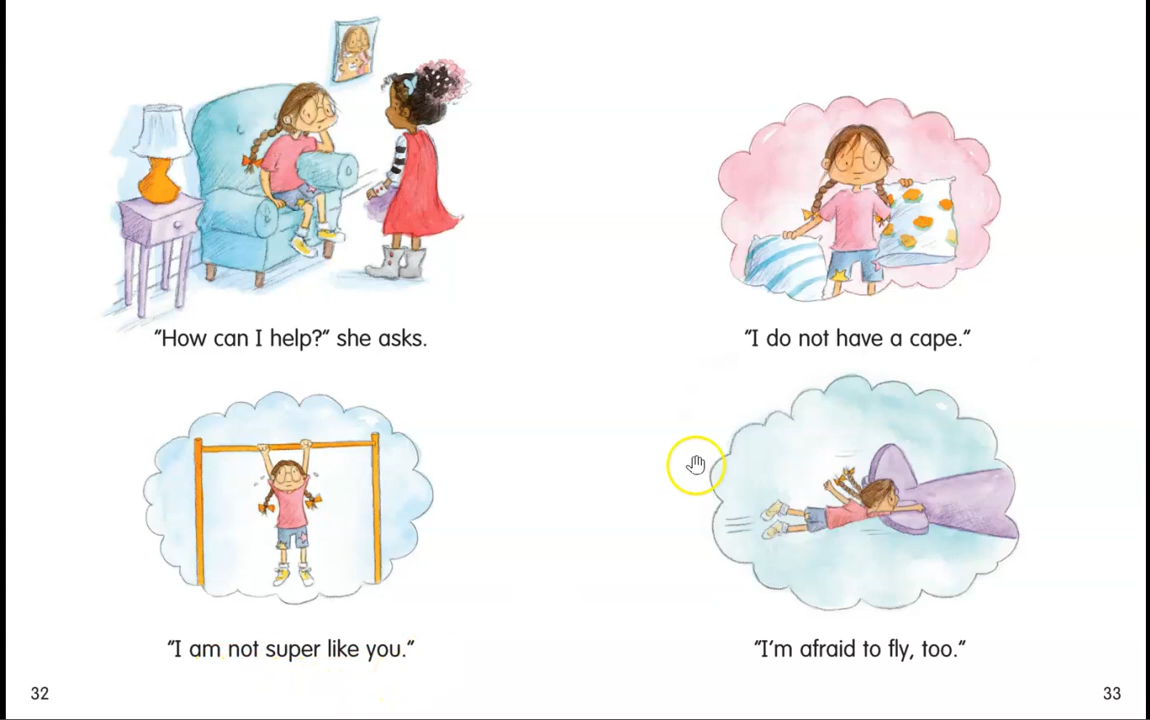 "How can I help?" she asks.
"I am not super like you."
32
"I do not have a cape."
"I'm afraid to fly, too."
33